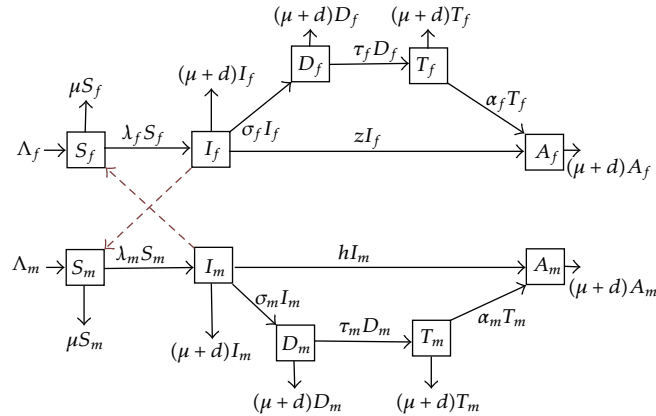 (μ + d)D_f (μ + d)T_f
D_f τ_f D_f T_f
μS_f (μ + d)I_f
σ_f I_f α_f T_f
Λ_f S_f λ_f S_f I_f zI_f A_f
(μ + d)A_f
Λ_m S_m λ_m S_m I_m hI_m A_m
(μ + d)A_m
σ_m I_m α_m T_m
μS_m (μ + d)I_m D_m τ_m D_m T_m
(μ + d)D_m (μ + d)T_m